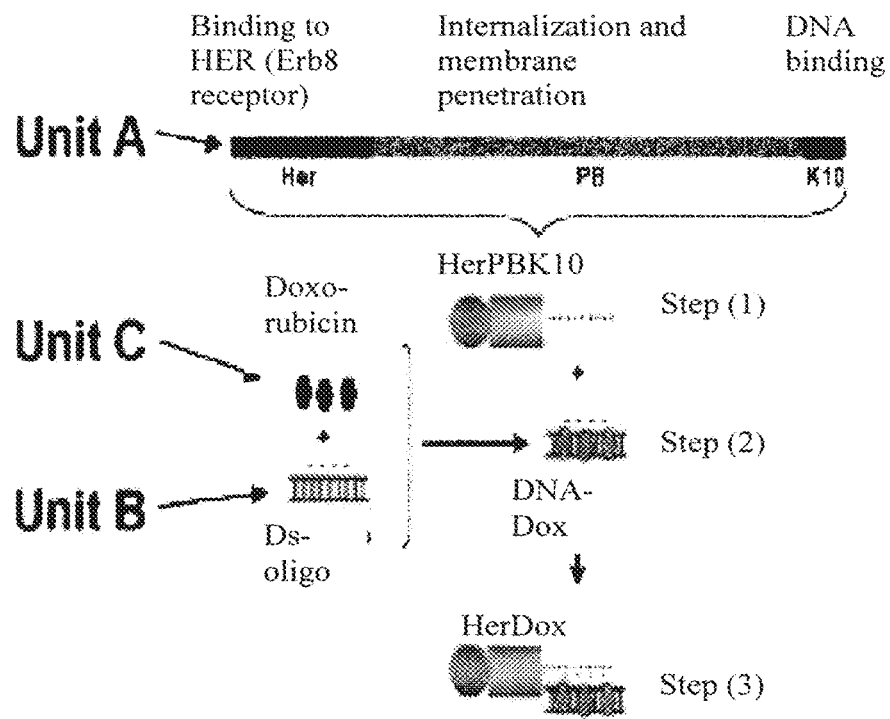 Binding to
HER (Erb8
receptor)
Internalization and
membrane
penetration
DNA
binding
Unit A
Her
PB
K10
HerPBK10
Step (1)
Doxo-
rubicin
Unit C
+
+
Step (2)
Unit B
DNA-
Dox
Ds-
oligo
HerDox
Step (3)